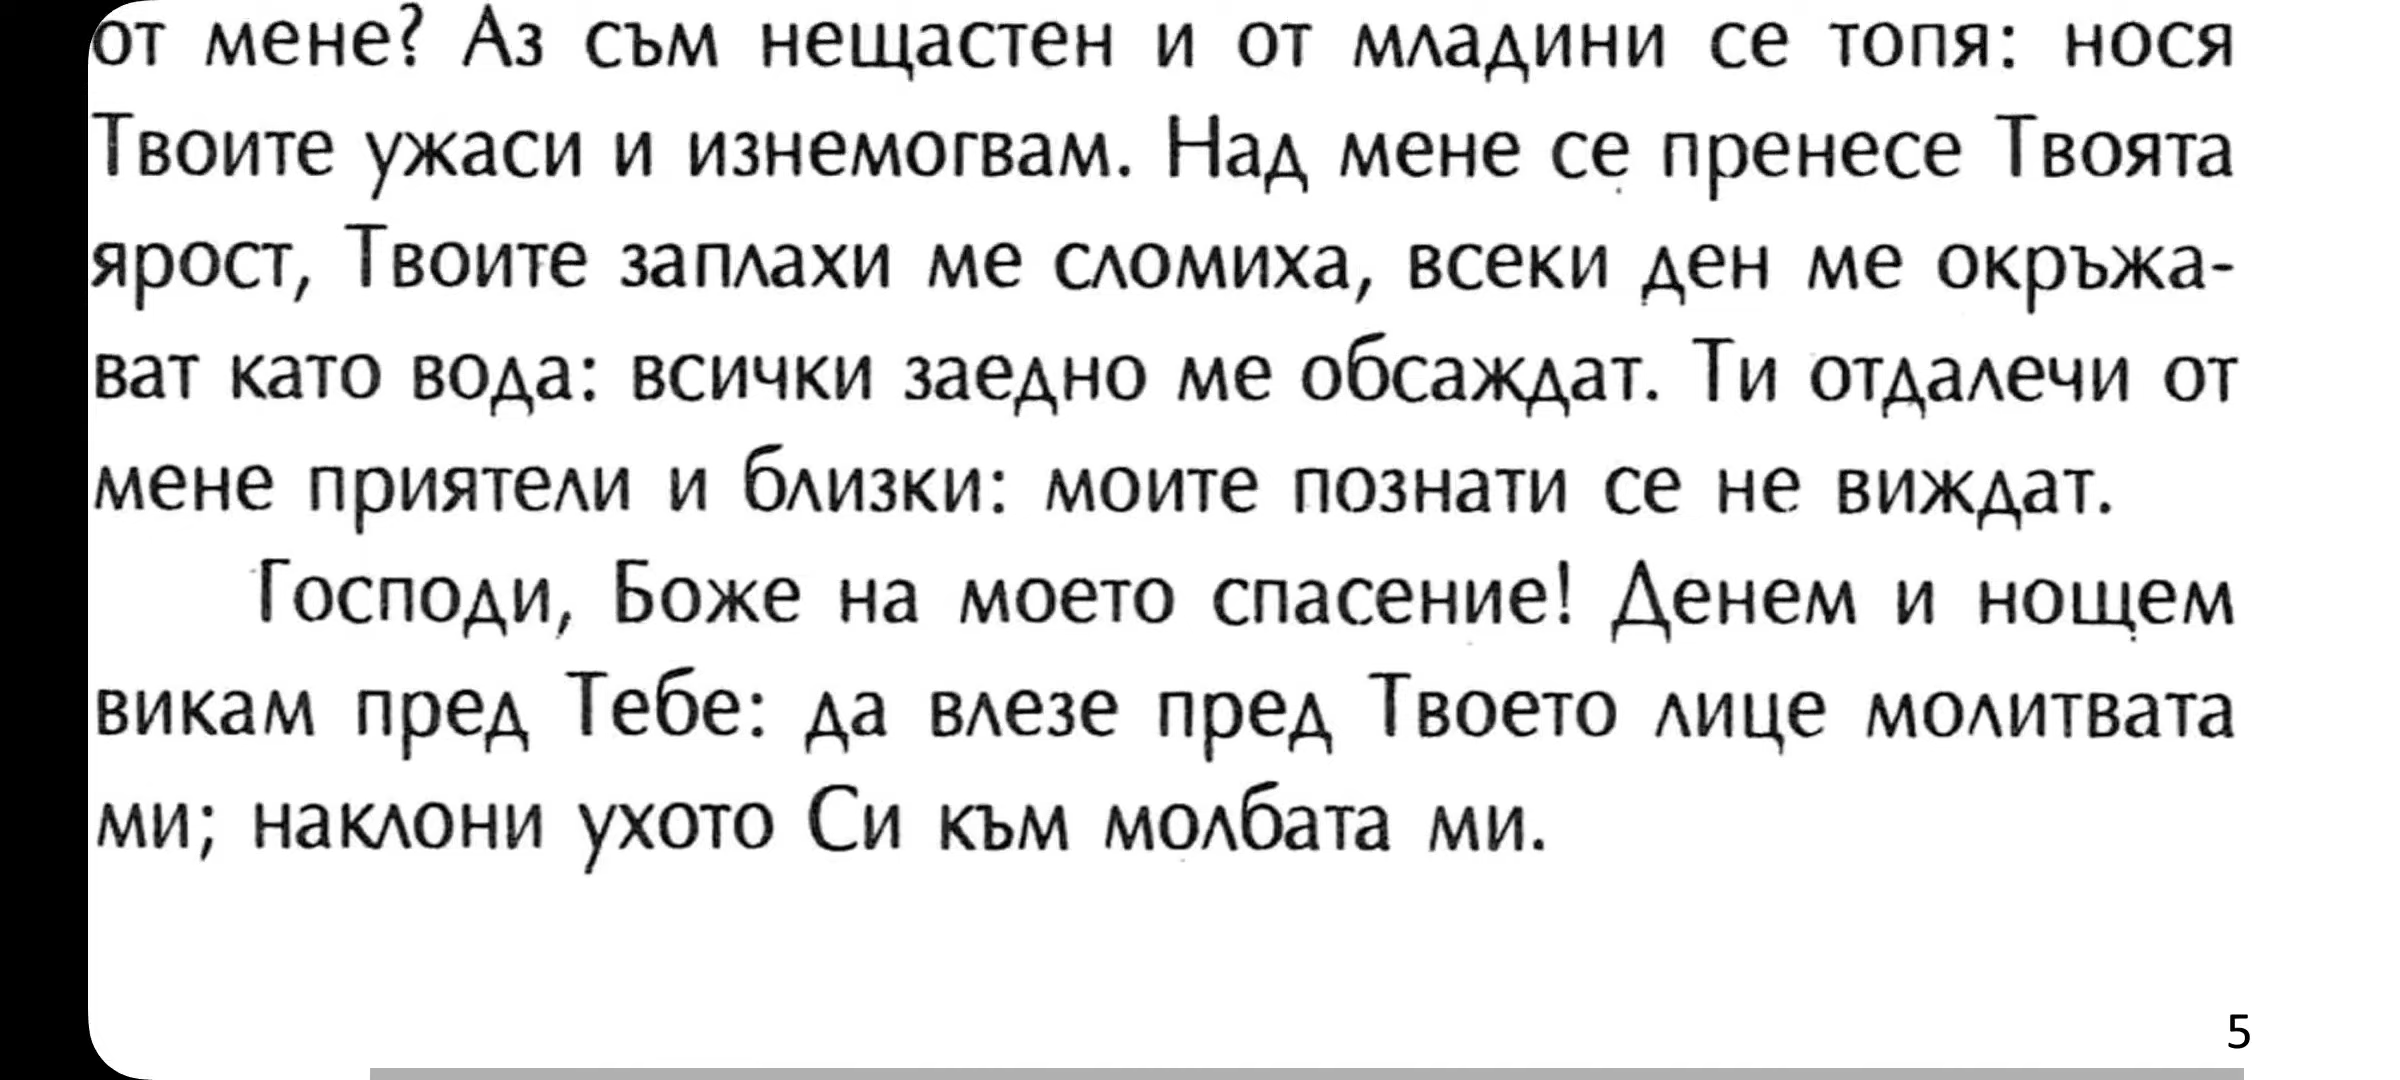 от мене? Аз съм нещастен и от младини се топя: нося
Твоите ужаси и изнемогвам. Над мене се пренесе Твоята
ярост, Твоите заплахи ме сломиха, всеки ден ме окръжа-
ват като вода: всички заедно ме обсаждат. Ти отдалечи от
мене приятели и близки: моите познати се не виждат.
Господи, Боже на моето спасение! Денем и нощем
викам пред Тебе: да влезе пред Твоето лице молитвата
ми; наклони ухото Си към молбата ми.
5